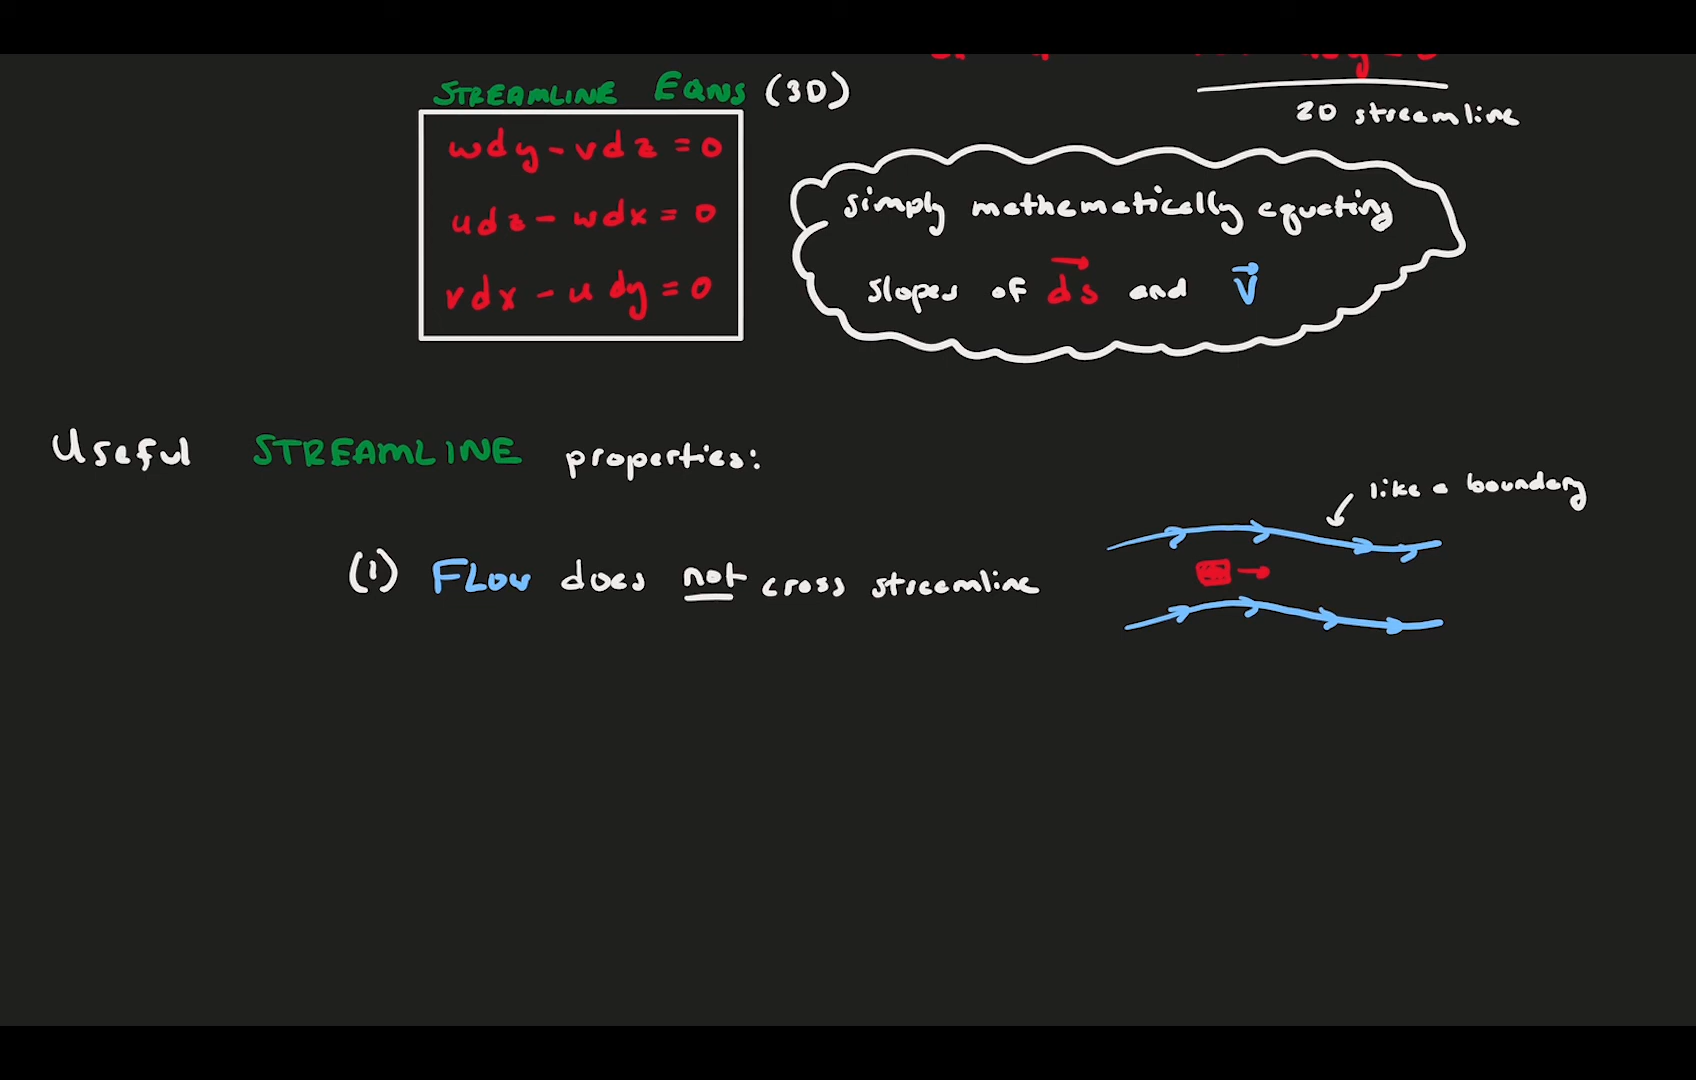 STREAMLINE EQNS (3D)
2D streamline
wdy - vdz = 0
udz - wdx = 0
vdx - udy = 0
simply mathematically equating
slopes of ds and V
Useful STREAMLINE properties:
like a boundary
(1) FLOW does not cross streamline